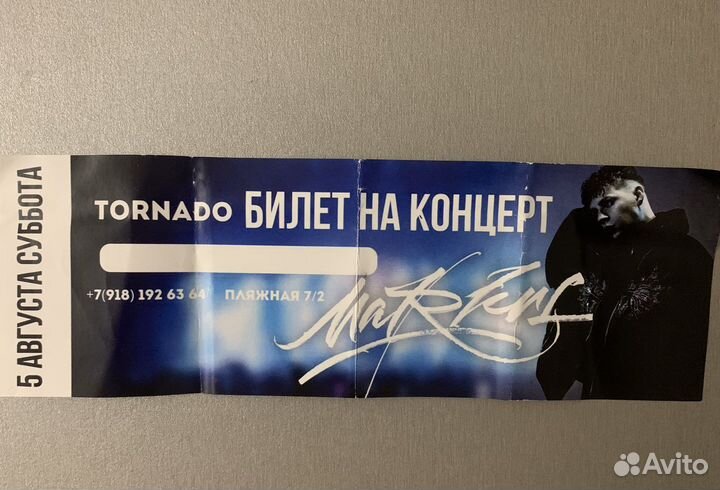 5 АВГУСТА СУББОТА
TORNADO БИЛЕТ НА КОНЦЕРТ
+7(918) 192 63 64 ПЛЯЖНАЯ 7/2
Avito